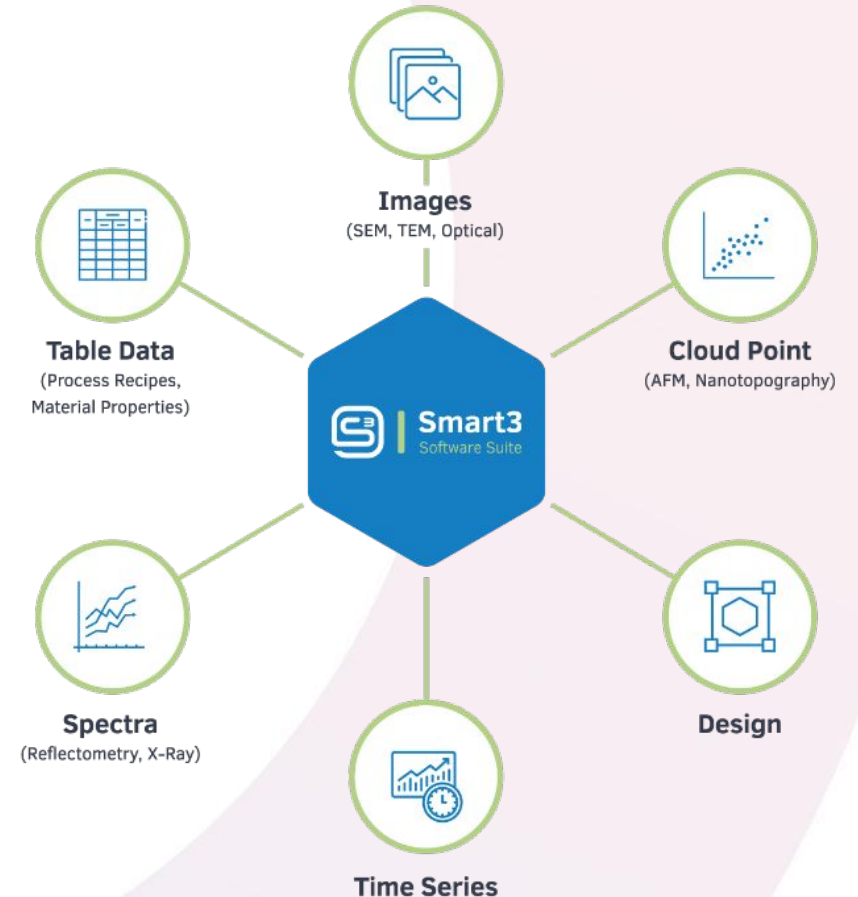 Images
(SEM, TEM, Optical)
Table Data
(Process Recipes,
Material Properties)
Cloud Point
(AFM, Nanotopography)
S3 | Smart3
Software Suite
Spectra
(Reflectometry, X-Ray)
Design
Time Series